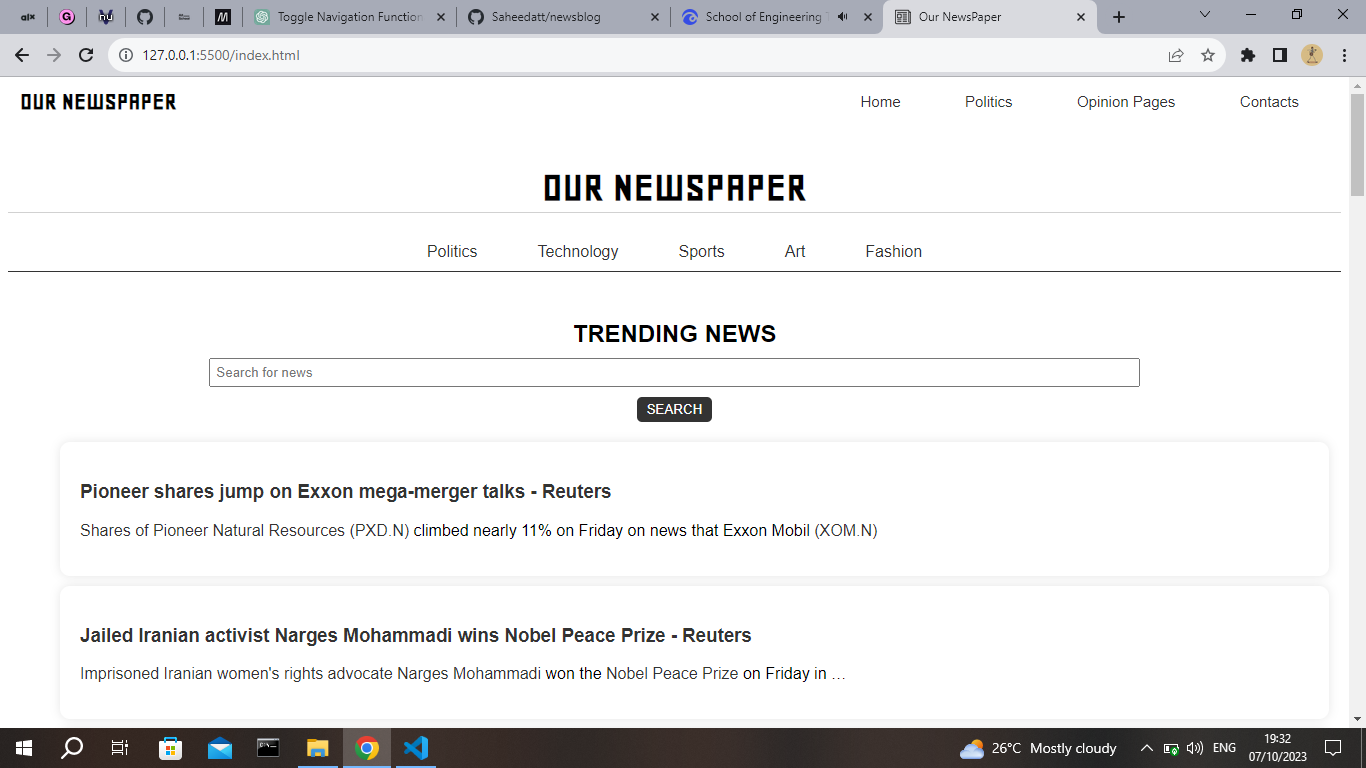 Toggle Navigation Function
Saheedatt/newsblog
School of Engineering
Our NewsPaper
127.0.0.1:5500/index.html
OUR NEWSPAPER
Home Politics Opinion Pages Contacts
OUR NEWSPAPER
Politics Technology Sports Art Fashion
TRENDING NEWS
Search for news
SEARCH
Pioneer shares jump on Exxon mega-merger talks - Reuters
Shares of Pioneer Natural Resources (PXD.N) climbed nearly 11% on Friday on news that Exxon Mobil (XOM.N)
Jailed Iranian activist Narges Mohammadi wins Nobel Peace Prize - Reuters
Imprisoned Iranian women's rights advocate Narges Mohammadi won the Nobel Peace Prize on Friday in …
26°C Mostly cloudy
ENG
19:32
07/10/2023